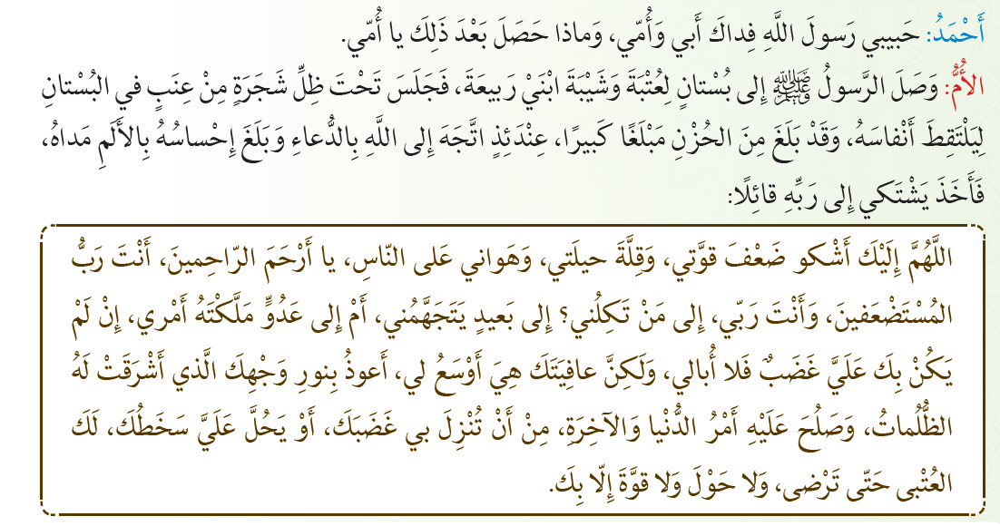 أَحْمَدُ: حَبيبي رَسولَ اللَّهِ فِداكَ أَبي وَأُمّي، وَماذا حَصَلَ بَعْدَ ذَلِكَ يا أُمّي.
الأُمُّ: وَصَلَ الرَّسولُ ﷺ إِلى بُسْتانٍ لِعُتْبَةَ وَشَيْبَةَ ابْنَيْ رَبيعَةَ، فَجَلَسَ تَحْتَ ظِلِّ شَجَرَةٍ مِنْ عِنَبٍ في البُسْتانِ
لِيَلْتَقِطَ أَنْفاسَهُ، وَقَدْ بَلَغَ مِنَ الحُزْنِ مَبْلَغًا كَبيرًا، عِنْدَئِذٍ اتَّجَهَ إِلى اللَّهِ بِالدُّعاءِ وَبَلَغَ إِحْساسُهُ بِالأَلَمِ مَداهُ،
فَأَخَذَ يَشْتَكي إِلى رَبِّهِ قائِلًا:
اللَّهُمَّ إِلَيْكَ أَشْكو ضَعْفَ قوَّتي، وَقِلَّةَ حيلَتي، وَهَواني عَلى النّاسِ، يا أَرْحَمَ الرّاحِمينَ، أَنْتَ رَبُّ
المُسْتَضْعَفينَ، وَأَنْتَ رَبّي، إِلى مَنْ تَكِلُني؟ إِلى بَعيدٍ يَتَجَهَّمُني، أَمْ إِلى عَدُوٍّ مَلَّكْتَهُ أَمْري، إِنْ لَمْ
يَكُنْ بِكَ عَلَيَّ غَضَبٌ فَلا أُبالي، وَلَكِنَّ عافِيَتَكَ هِيَ أَوْسَعُ لي، أَعوذُ بِنورِ وَجْهِكَ الَّذي أَشْرَقَتْ لَهُ
الظُّلُماتُ، وَصَلُحَ عَلَيْهِ أَمْرُ الدُّنْيا وَالآخِرَةِ، مِنْ أَنْ تُنْزِلَ بي غَضَبَكَ، أَوْ يَحُلَّ عَلَيَّ سَخَطُكَ، لَكَ
العُتْبى حَتّى تَرْضى، وَلا حَوْلَ وَلا قوَّةَ إِلّا بِكَ.